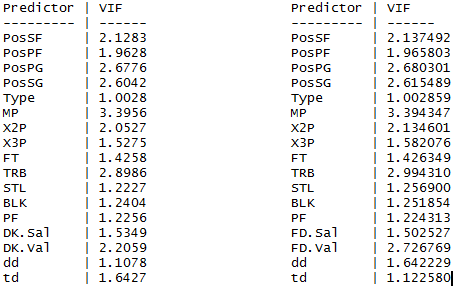 Predictor | VIF Predictor | VIF
---------- | ------ ---------- | ------
PosSF | 2.1283 PosSF | 2.137492
PosPF | 1.9628 PosPF | 1.965803
PosPG | 2.6776 PosPG | 2.680301
PosSG | 2.6042 PosSG | 2.615489
Type | 1.0028 Type | 1.002859
MP | 3.3956 MP | 3.394347
X2P | 2.0527 X2P | 2.134601
X3P | 1.5275 X3P | 1.582076
FT | 1.4258 FT | 1.426349
TRB | 2.8986 TRB | 2.994310
STL | 1.2227 STL | 1.256900
BLK | 1.2404 BLK | 1.251854
PF | 1.2256 PF | 1.224313
DK.Sal | 1.5349 FD.Sal | 1.502527
DK.Val | 2.2059 FD.Val | 2.726769
dd | 1.1078 dd | 1.642229
td | 1.6427 td | 1.122580